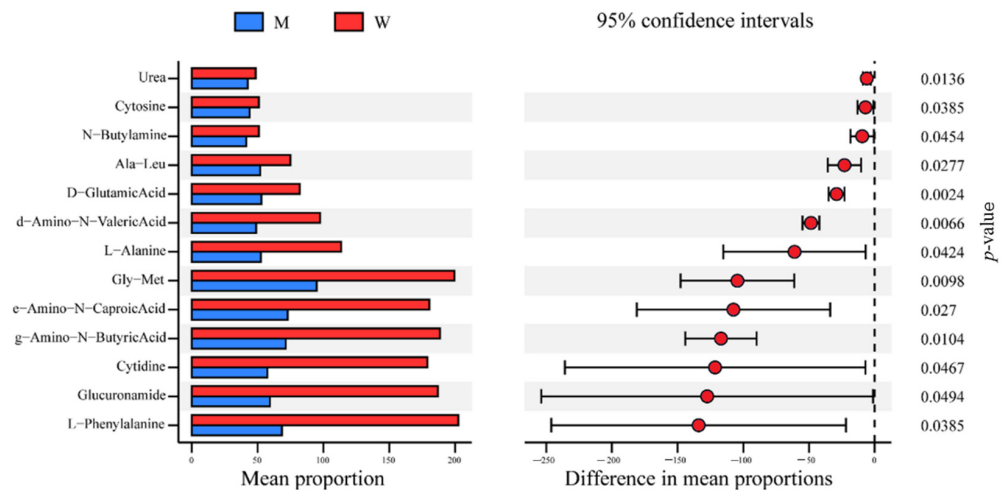 M
W
95% confidence intervals
Urea
0.0136
Cytosine
0.0385
N−Butylamine
0.0454
Ala−Leu
0.0277
D−GlutamicAcid
0.0024
d−Amino−N−ValericAcid
0.0066
L−Alanine
0.0424
Gly−Met
0.0098
e−Amino−N−CaproicAcid
0.027
g−Amino−N−ButyricAcid
0.0104
Cytidine
0.0467
Glucuronamide
0.0494
L−Phenylalanine
0.0385
p-value
0 50 100 150 200
−250 −200 −150 −100 −50 0
Mean proportion
Difference in mean proportions